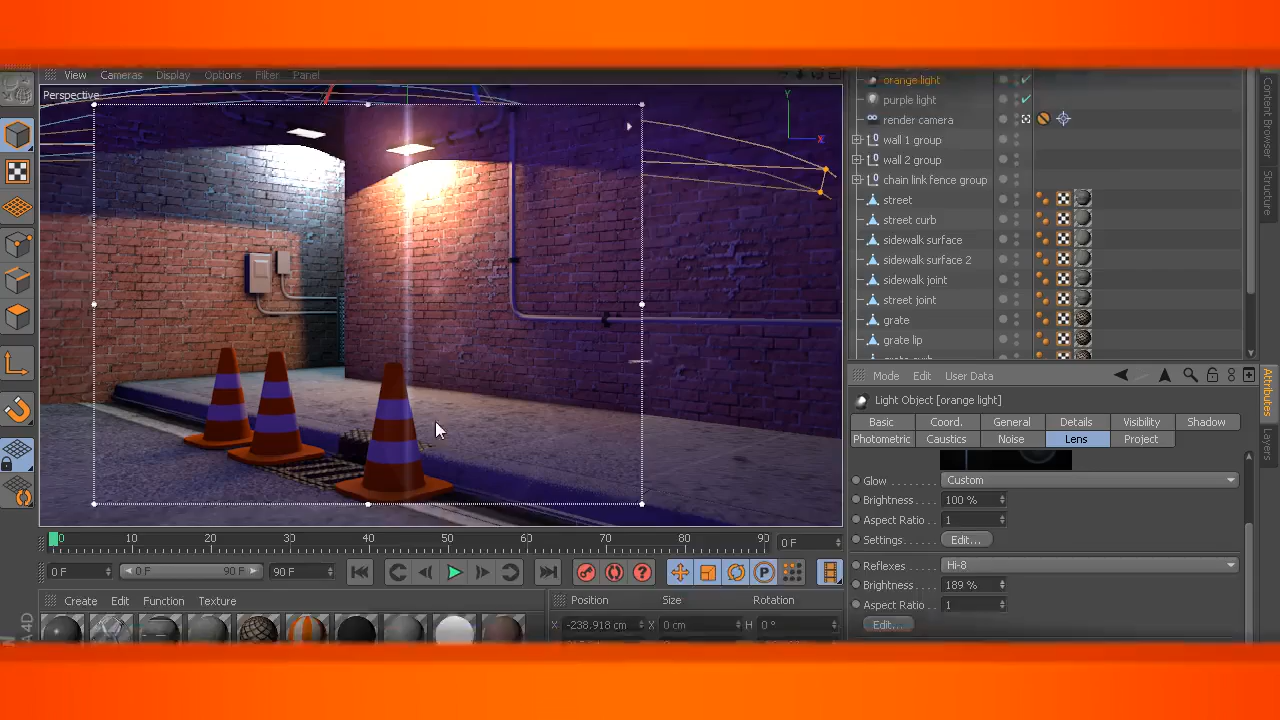 View Cameras Display Options Filter Panel
Perspective
Y
X
orange light
purple light
render camera
wall 1 group
wall 2 group
chain link fence group
street
street curb
sidewalk surface
sidewalk surface 2
sidewalk joint
street joint
grate
grate lip
Content Browser
Structure
Mode Edit User Data
Attributes
Layers
Light Object [orange light]
Basic Coord. General Details Visibility Shadow
Photometric Caustics Noise Lens Project
Glow . . . . . . . . Custom
Brightness. . . . 100 %
Aspect Ratio . . 1
Settings. . . . . . Edit...
Reflexes. . . . . . Hi-8
Brightness. . . . 189 %
Aspect Ratio . . 1
Edit...
0 10 20 30 40 50 60 70 80 90 0 F
0 F 0 F 90 F 90 F
P
Create Edit Function Texture
Position Size Rotation
X -238.918 cm X 0 cm H 0 °
A4D